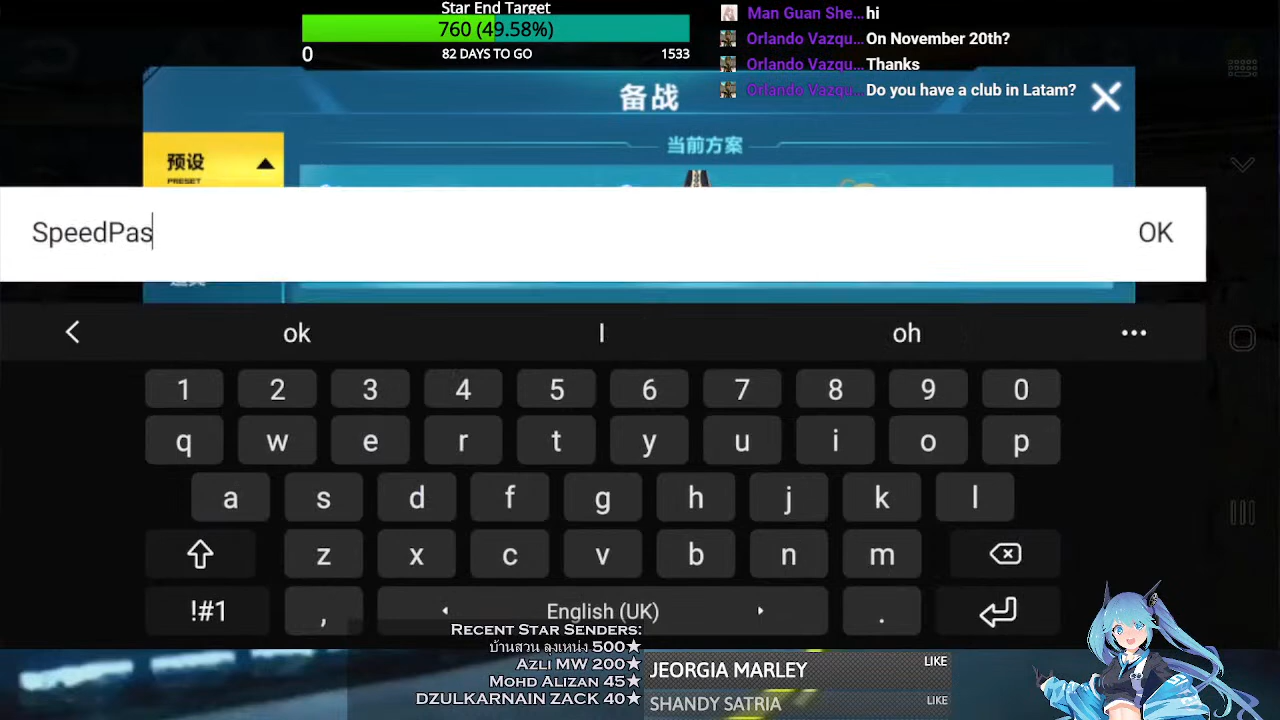 Star End Target
760 (49.58%)
0
82 DAYS TO GO
1533
Man Guan She... hi
Orlando Vazqu... On November 20th?
Orlando Vazqu... Thanks
Orlando Vazqu... Do you have a club in Latam?
备战
当前方案
预设
PRESET
SpeedPas
OK
ok
I
oh
1 2 3 4 5 6 7 8 9 0
q w e r t y u i o p
a s d f g h j k l
z x c v b n m
!#1 , English (UK) .
RECENT STAR SENDERS:
บ้านสวน ลุงเหน่ง 500★
AZLI MW 200★
MOHD ALIZAN 45★
DZULKARNAIN ZACK 40★
JEORGIA MARLEY LIKE
SHANDY SATRIA LIKE